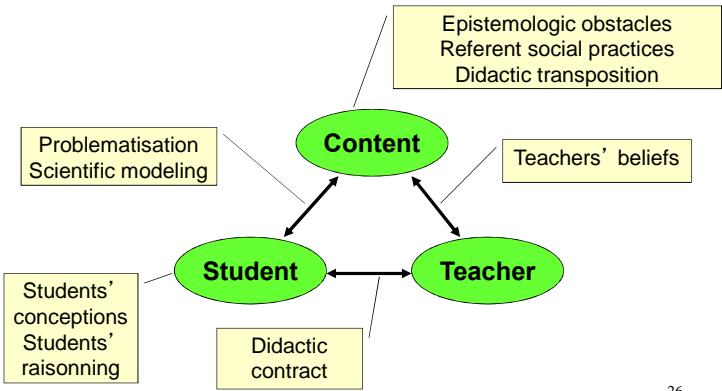 Epistemologic obstacles
Referent social practices
Didactic transposition
Content
Problematisation
Scientific modeling
Teachers’ beliefs
Student
Teacher
Students’
conceptions
Students’
raisonning
Didactic
contract
26